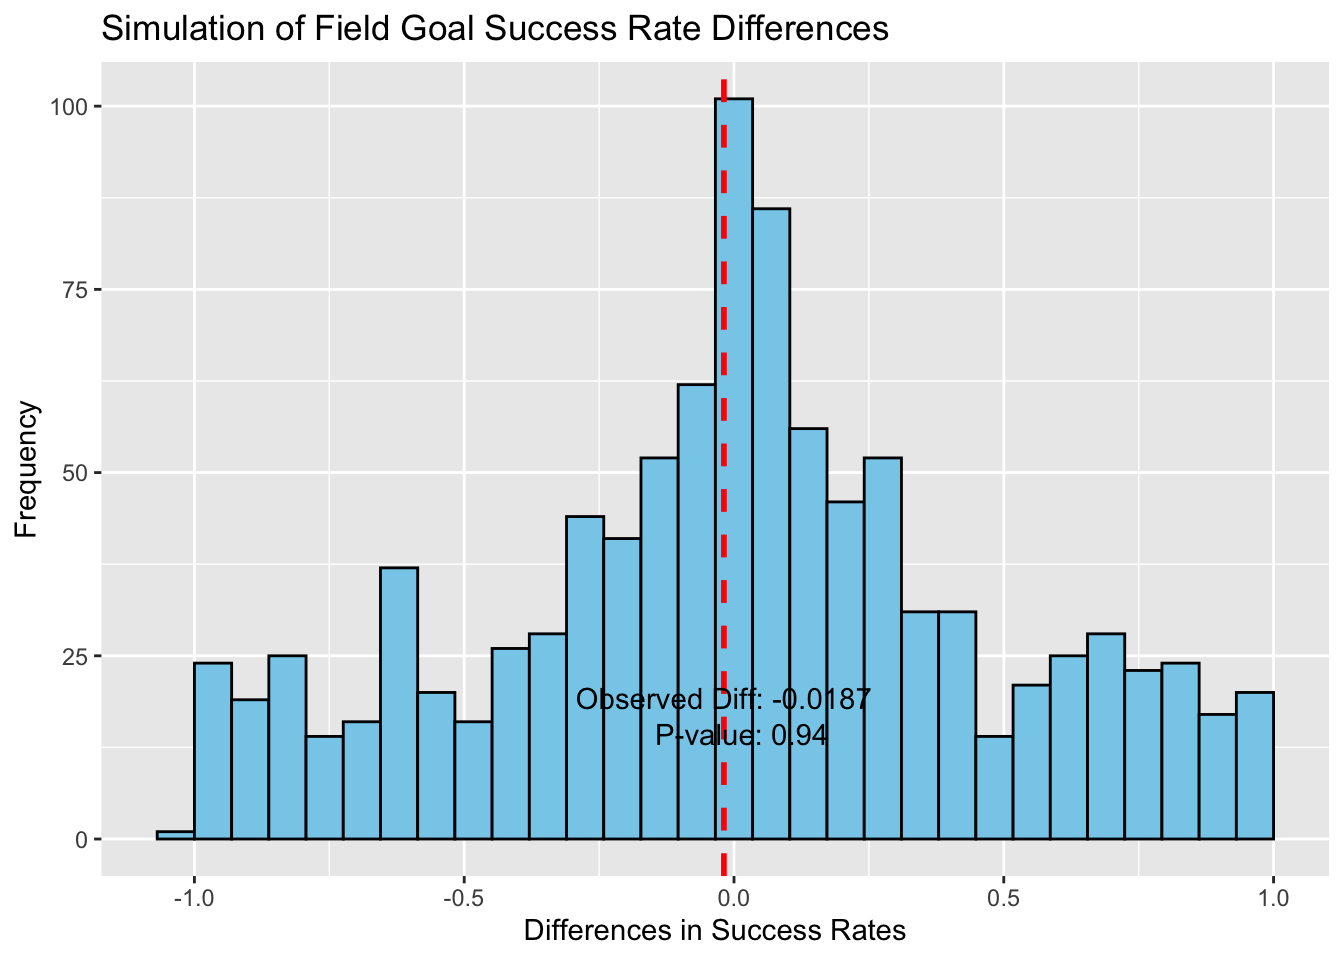 Simulation of Field Goal Success Rate Differences
100
75
50
25
0
Frequency
Observed Diff: -0.0187
P-value: 0.94
-1.0 -0.5 0.0 0.5 1.0
Differences in Success Rates